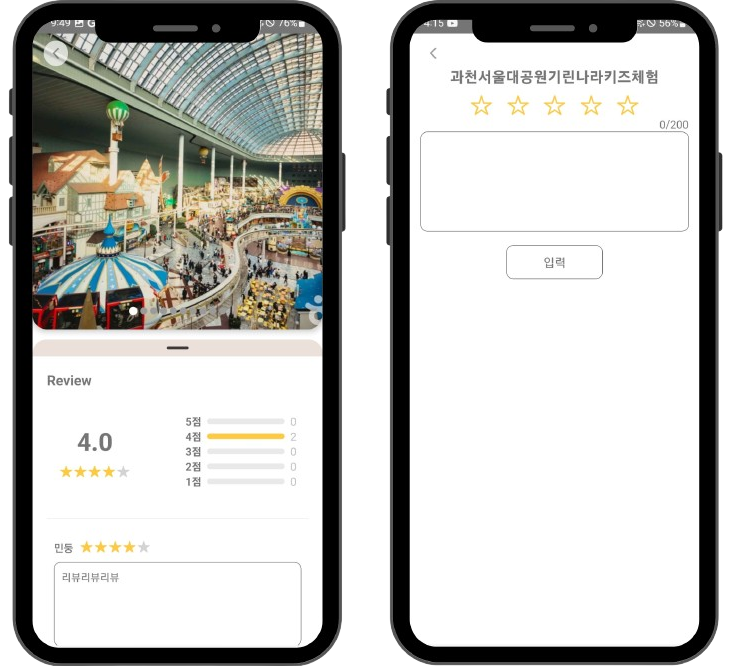 9:49 76%
Review
4.0
5점 0
4점 2
3점 0
2점 0
1점 0
민둥
리뷰리뷰리뷰
4:15 56%
과천서울대공원기린나라키즈체험
0/200
입력